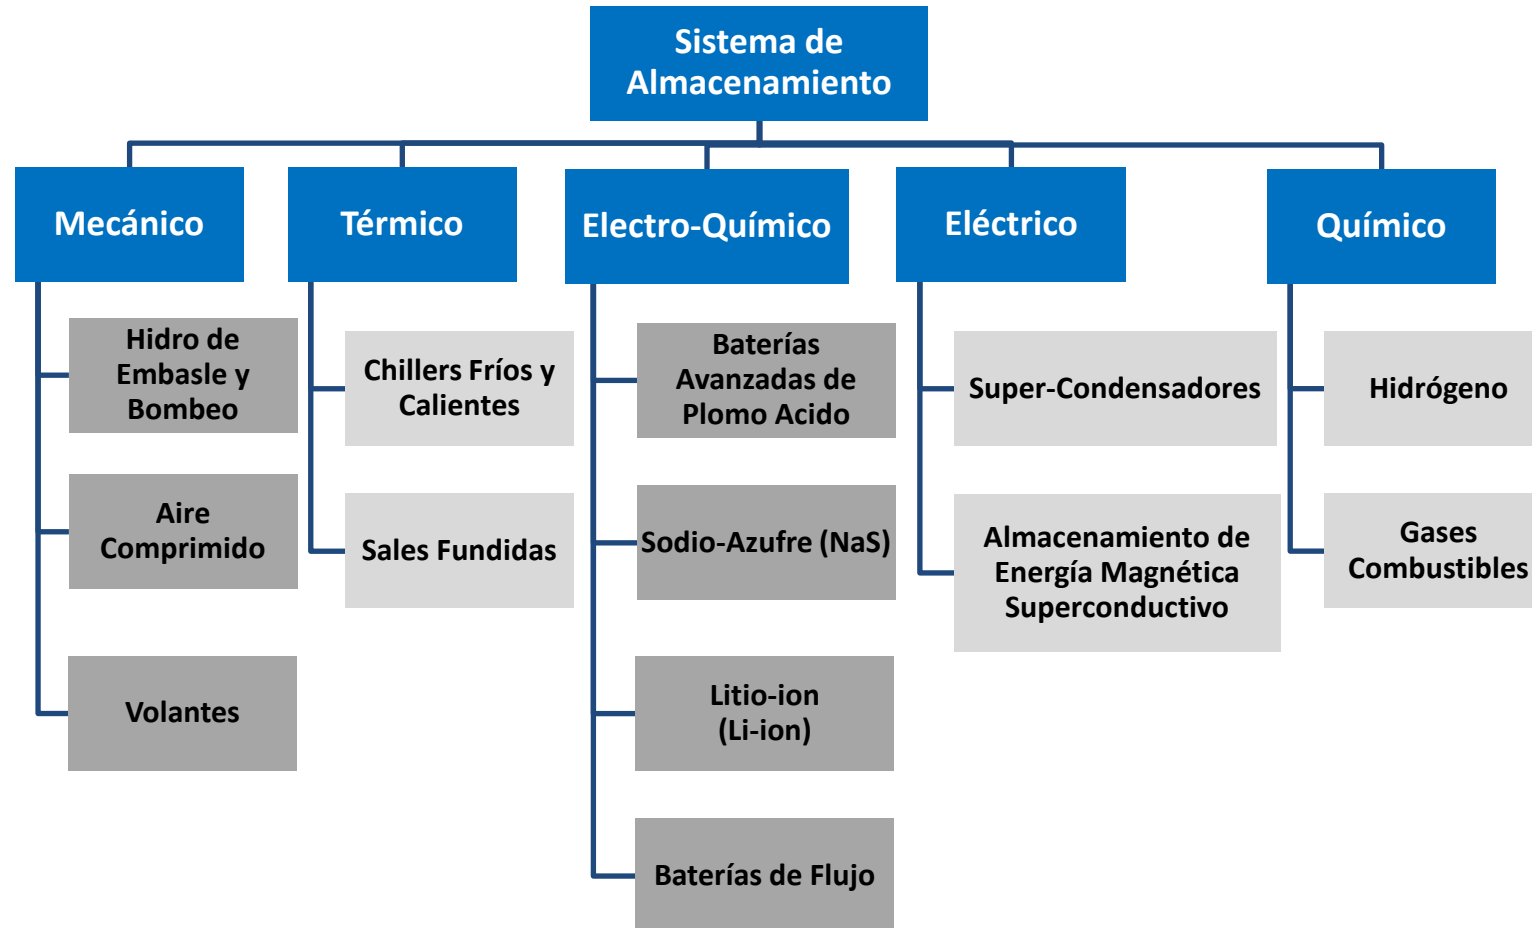 Sistema de
Almacenamiento
Mecánico
Térmico
Electro-Químico
Eléctrico
Químico
Hidro de
Embasle y
Bombeo
Aire
Comprimido
Volantes
Chillers Fríos y
Calientes
Sales Fundidas
Baterías
Avanzadas de
Plomo Acido
Sodio-Azufre (NaS)
Litio-ion
(Li-ion)
Baterías de Flujo
Super-Condensadores
Almacenamiento de
Energía Magnética
Superconductivo
Hidrógeno
Gases
Combustibles